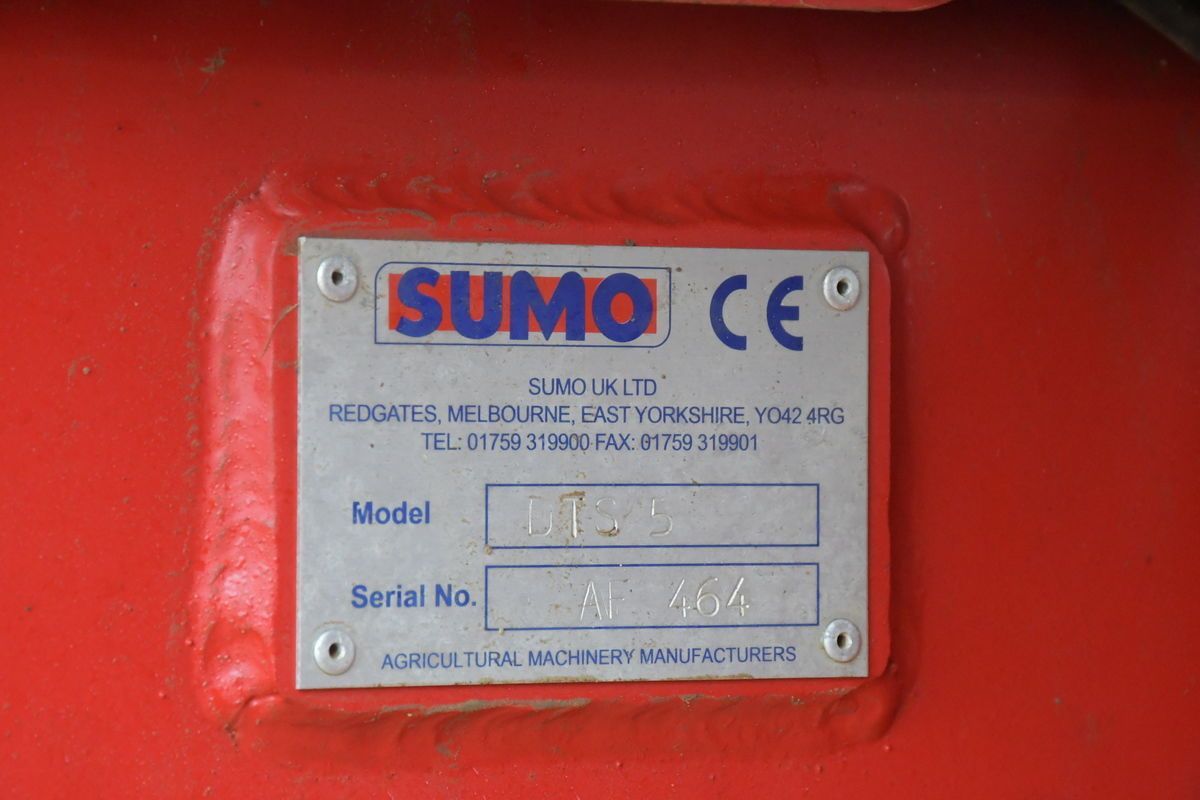 SUMO CE
SUMO UK LTD
REDGATES, MELBOURNE, EAST YORKSHIRE, YO42 4RG
TEL: 01759 319900 FAX: 01759 319901
Model DTS 5
Serial No. AF 464
AGRICULTURAL MACHINERY MANUFACTURERS